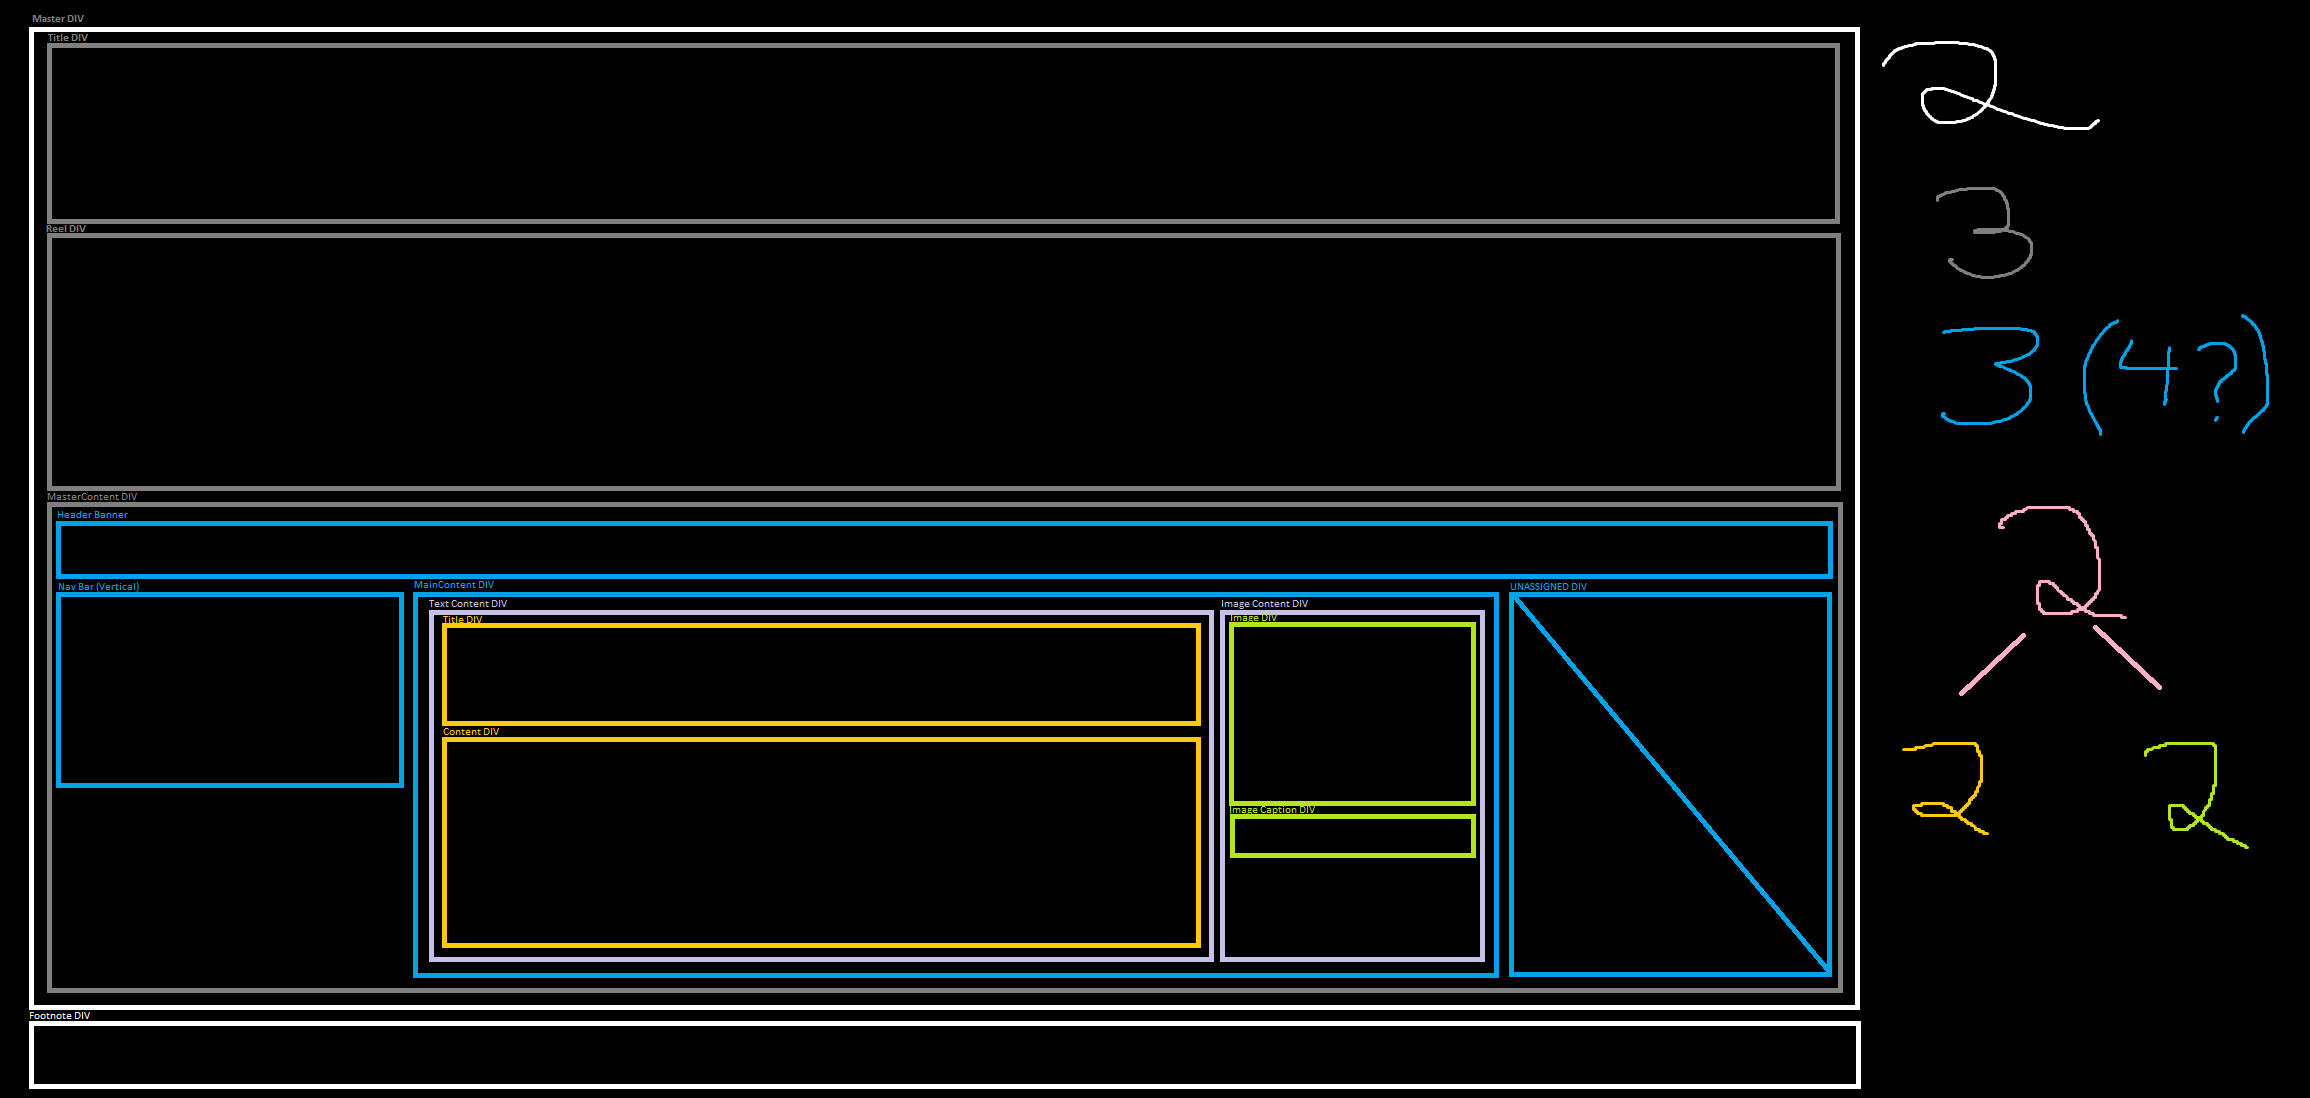 Master DIV
Title DIV
Reel DIV
MasterContent DIV
Header Banner
Nav Bar (Vertical)
MainContent DIV
UNASSIGNED DIV
Text Content DIV
Image Content DIV
Title DIV
Image DIV
Content DIV
Image Caption DIV
Footnote DIV
2
3
3 (4?)
2
2 2